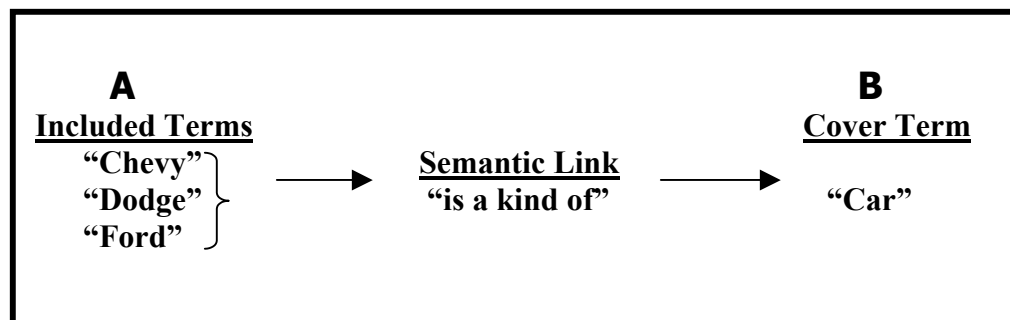 A
B
Included Terms
Cover Term
“Chevy”
Semantic Link
“Dodge”
“is a kind of”
“Car”
“Ford”